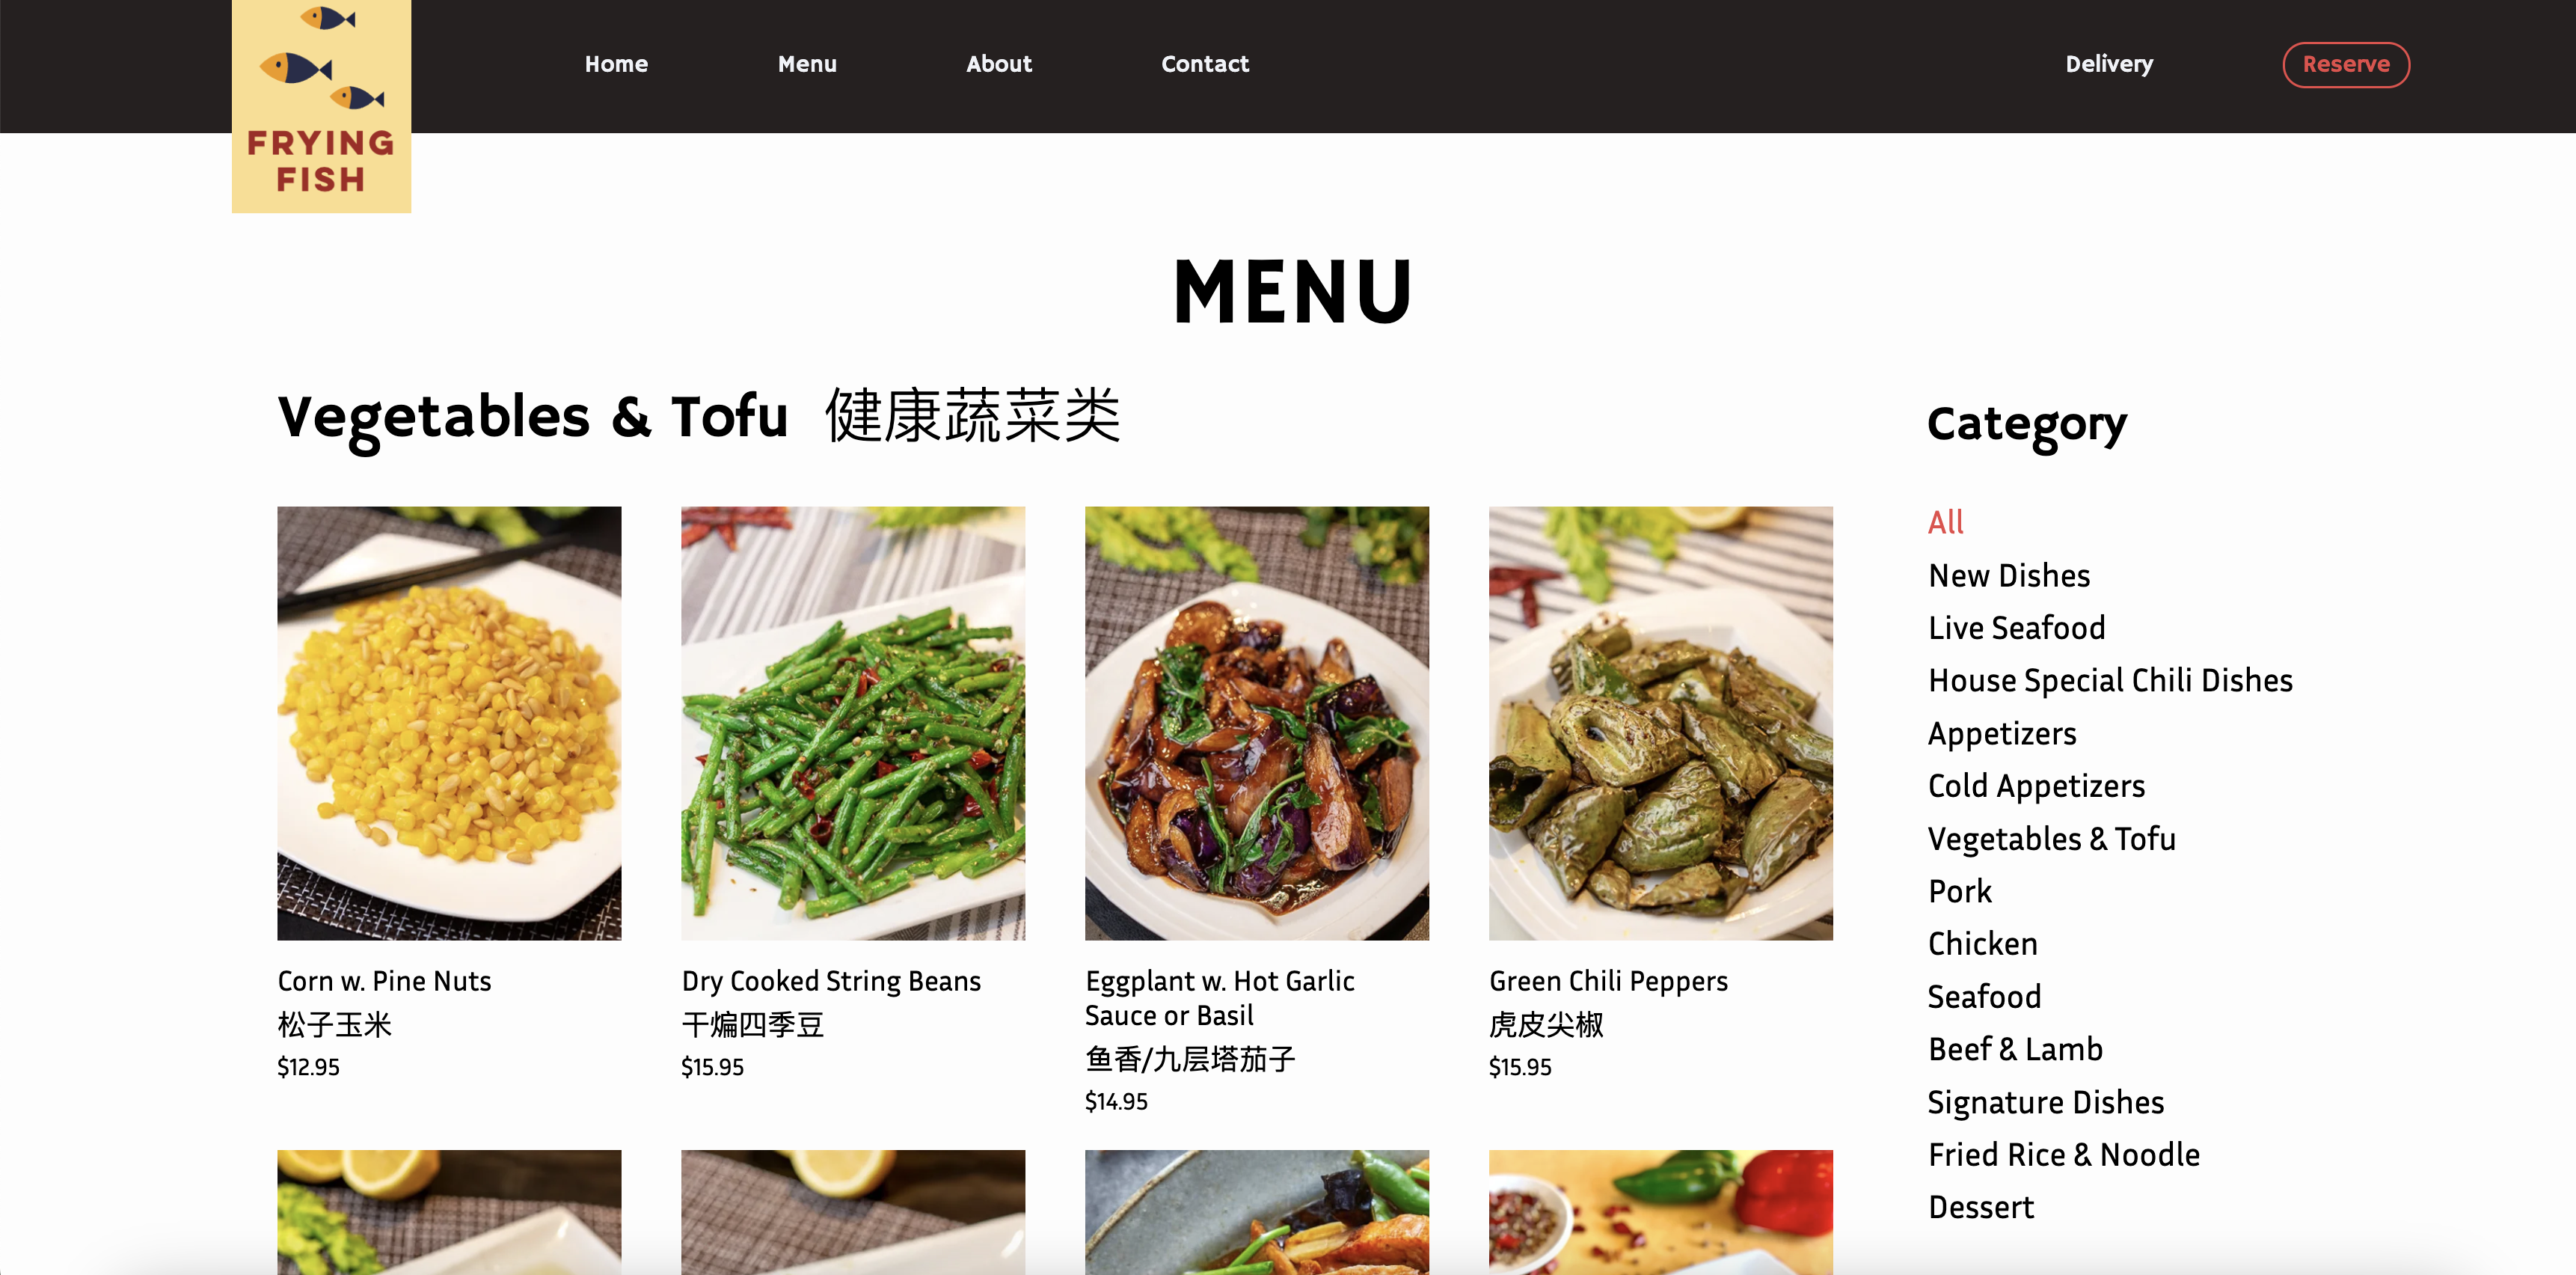 FRYING
FISH
Home
Menu
About
Contact
Delivery
Reserve
MENU
Vegetables & Tofu 健康蔬菜类
Corn w. Pine Nuts
松子玉米
$12.95
Dry Cooked String Beans
干煸四季豆
$15.95
Eggplant w. Hot Garlic
Sauce or Basil
鱼香/九层塔茄子
$14.95
Green Chili Peppers
虎皮尖椒
$15.95
Category
All
New Dishes
Live Seafood
House Special Chili Dishes
Appetizers
Cold Appetizers
Vegetables & Tofu
Pork
Chicken
Seafood
Beef & Lamb
Signature Dishes
Fried Rice & Noodle
Dessert